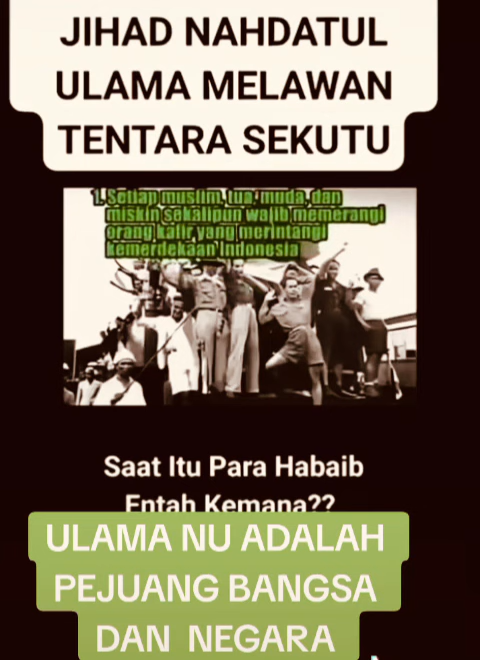 JIHAD NAHDATUL
ULAMA MELAWAN
TENTARA SEKUTU
1. Setiap muslim, tua, muda, dan
miskin sekalipun wajib memerangi
orang kafir yang merintangi
kemerdekaan Indonesia
Saat Itu Para Habaib
Entah Kemana??
ULAMA NU ADALAH
PEJUANG BANGSA
DAN NEGARA